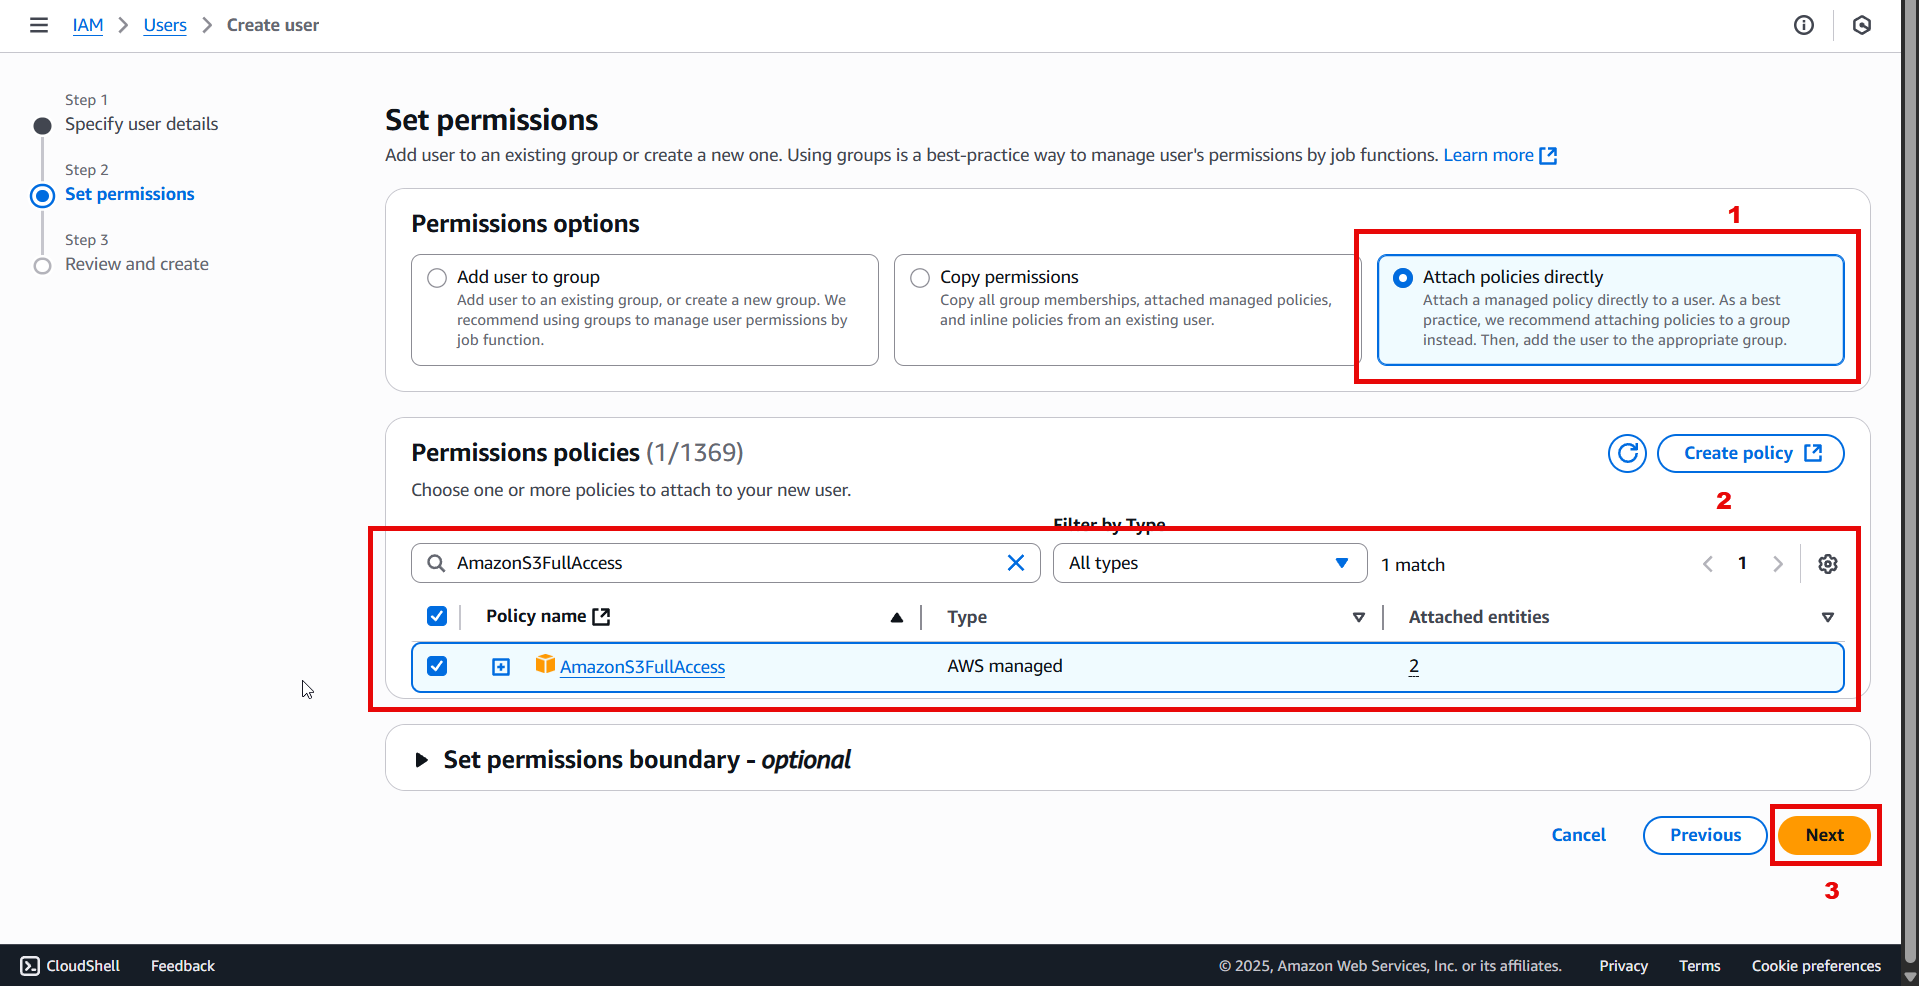 IAM > Users > Create user
Step 1
Specify user details
Step 2
Set permissions
Step 3
Review and create
Set permissions
Add user to an existing group or create a new one. Using groups is a best-practice way to manage user's permissions by job functions. Learn more
Permissions options
1
Add user to group
Add user to an existing group, or create a new group. We
recommend using groups to manage user permissions by
job function.
Copy permissions
Copy all group memberships, attached managed policies,
and inline policies from an existing user.
Attach policies directly
Attach a managed policy directly to a user. As a best
practice, we recommend attaching policies to a group
instead. Then, add the user to the appropriate group.
Permissions policies (1/1369)
Create policy
Choose one or more policies to attach to your new user.
2
Filter by Type
AmazonS3FullAccess
All types
1 match
1
Policy name
Type
Attached entities
AmazonS3FullAccess
AWS managed
2
Set permissions boundary - optional
Cancel
Previous
Next
3
CloudShell
Feedback
© 2025, Amazon Web Services, Inc. or its affiliates.
Privacy
Terms
Cookie preferences